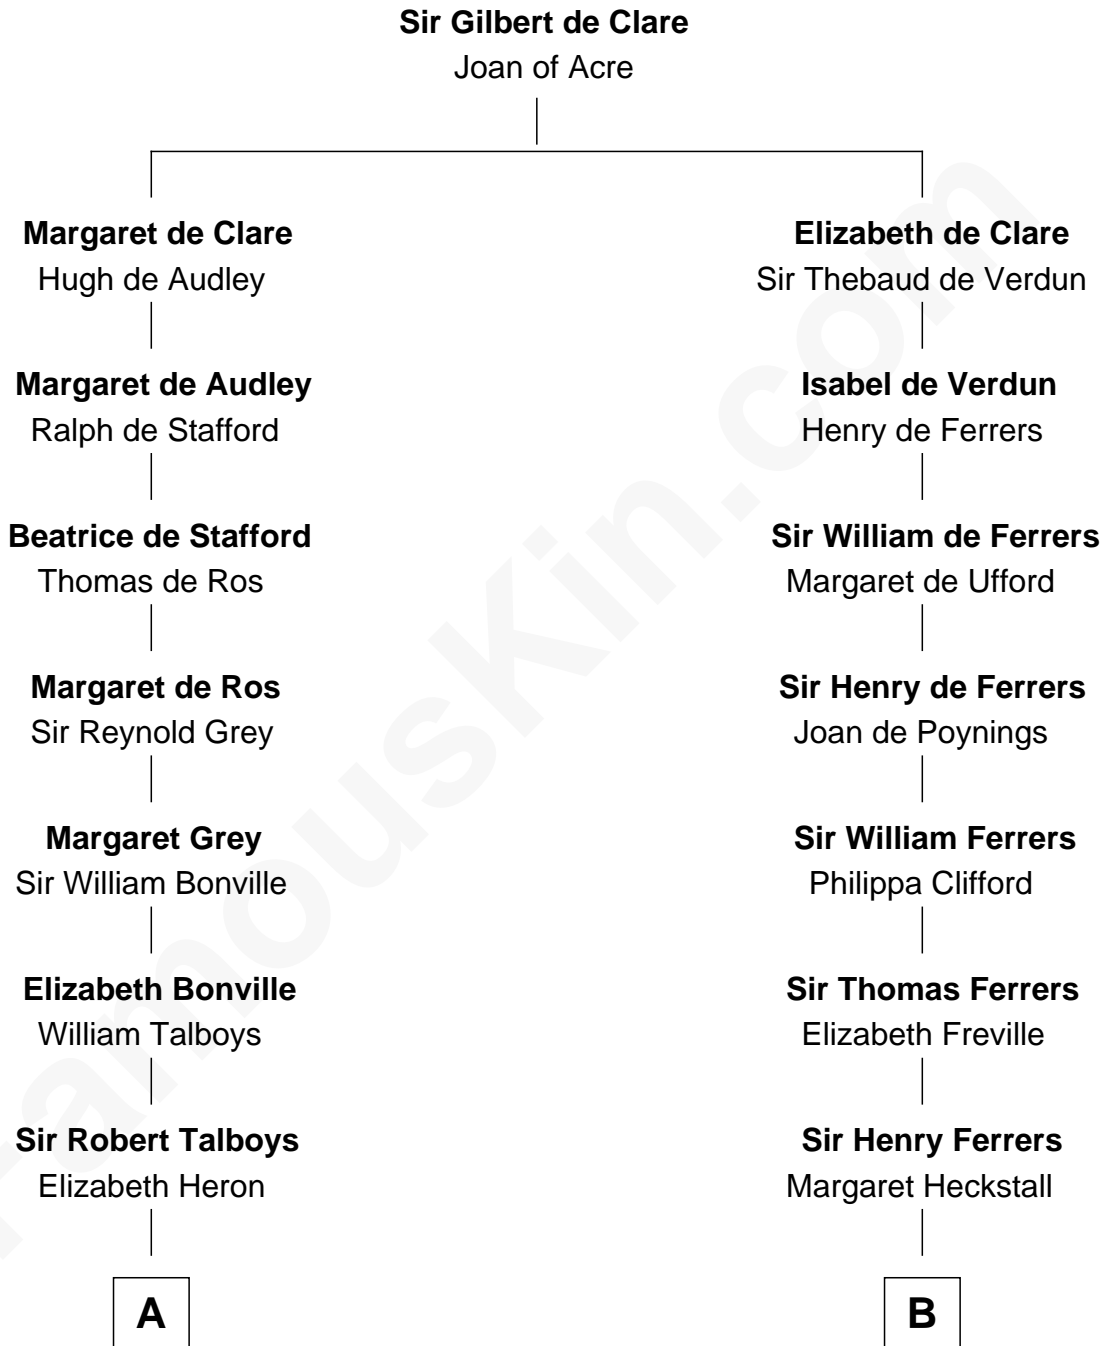 Sir Gilbert de Clare
Joan of Acre
Margaret de Clare
Hugh de Audley
Elizabeth de Clare
Sir Thebaud de Verdun
Margaret de Audley
Ralph de Stafford
Isabel de Verdun
Henry de Ferrers
Beatrice de Stafford
Thomas de Ros
Sir William de Ferrers
Margaret de Ufford
Margaret de Ros
Sir Reynold Grey
Sir Henry de Ferrers
Joan de Poynings
Margaret Grey
Sir William Bonville
Sir William Ferrers
Philippa Clifford
Elizabeth Bonville
William Talboys
Sir Thomas Ferrers
Elizabeth Freville
Sir Robert Talboys
Elizabeth Heron
Sir Henry Ferrers
Margaret Heckstall
A
B
FamousKin.com